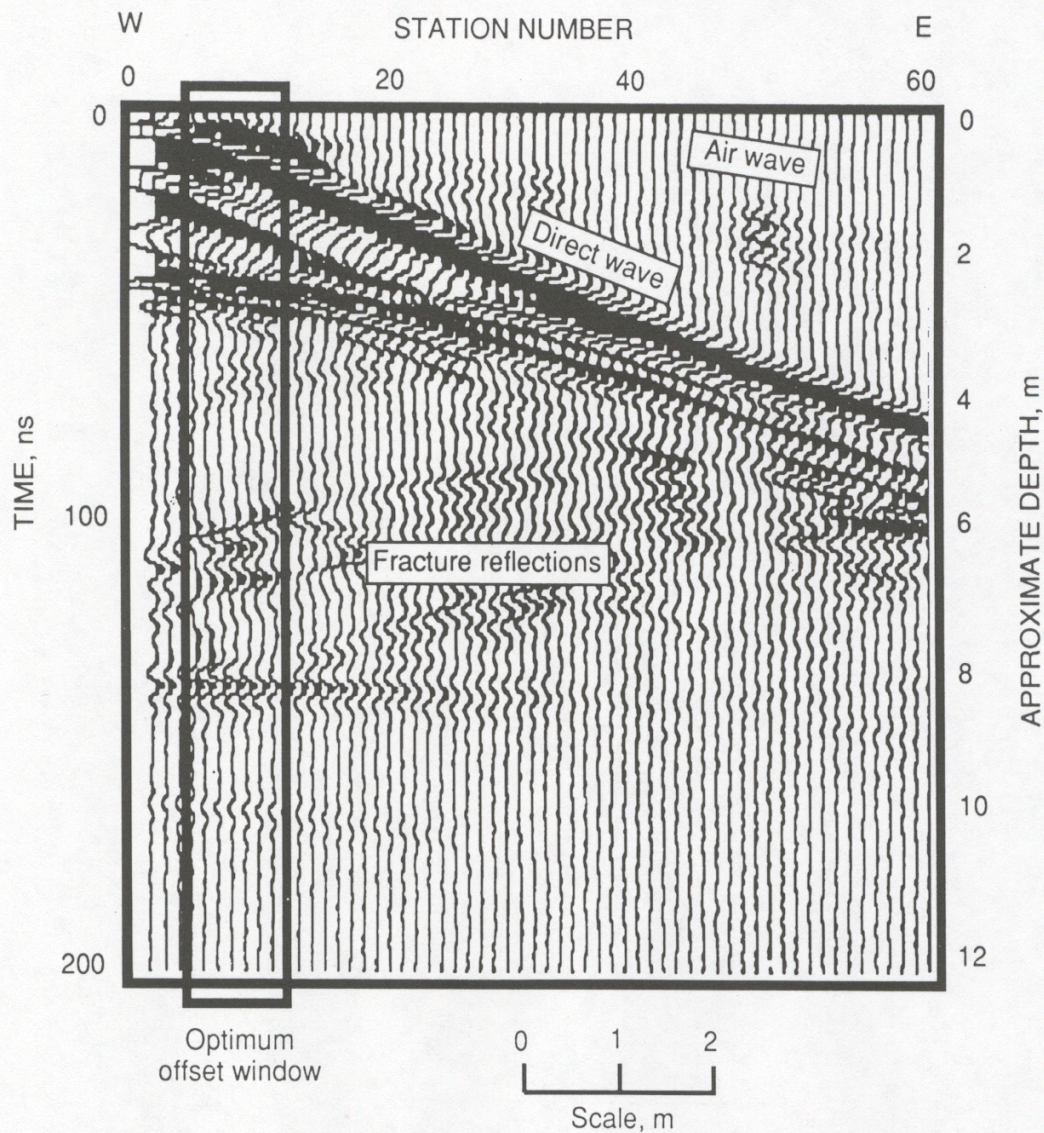 W STATION NUMBER E
0 20 40 60
0 0
Air wave
Direct wave
2
4
TIME, ns
APPROXIMATE DEPTH, m
100 6
Fracture reflections
8
10
200 12
Optimum
offset window
0 1 2
Scale, m